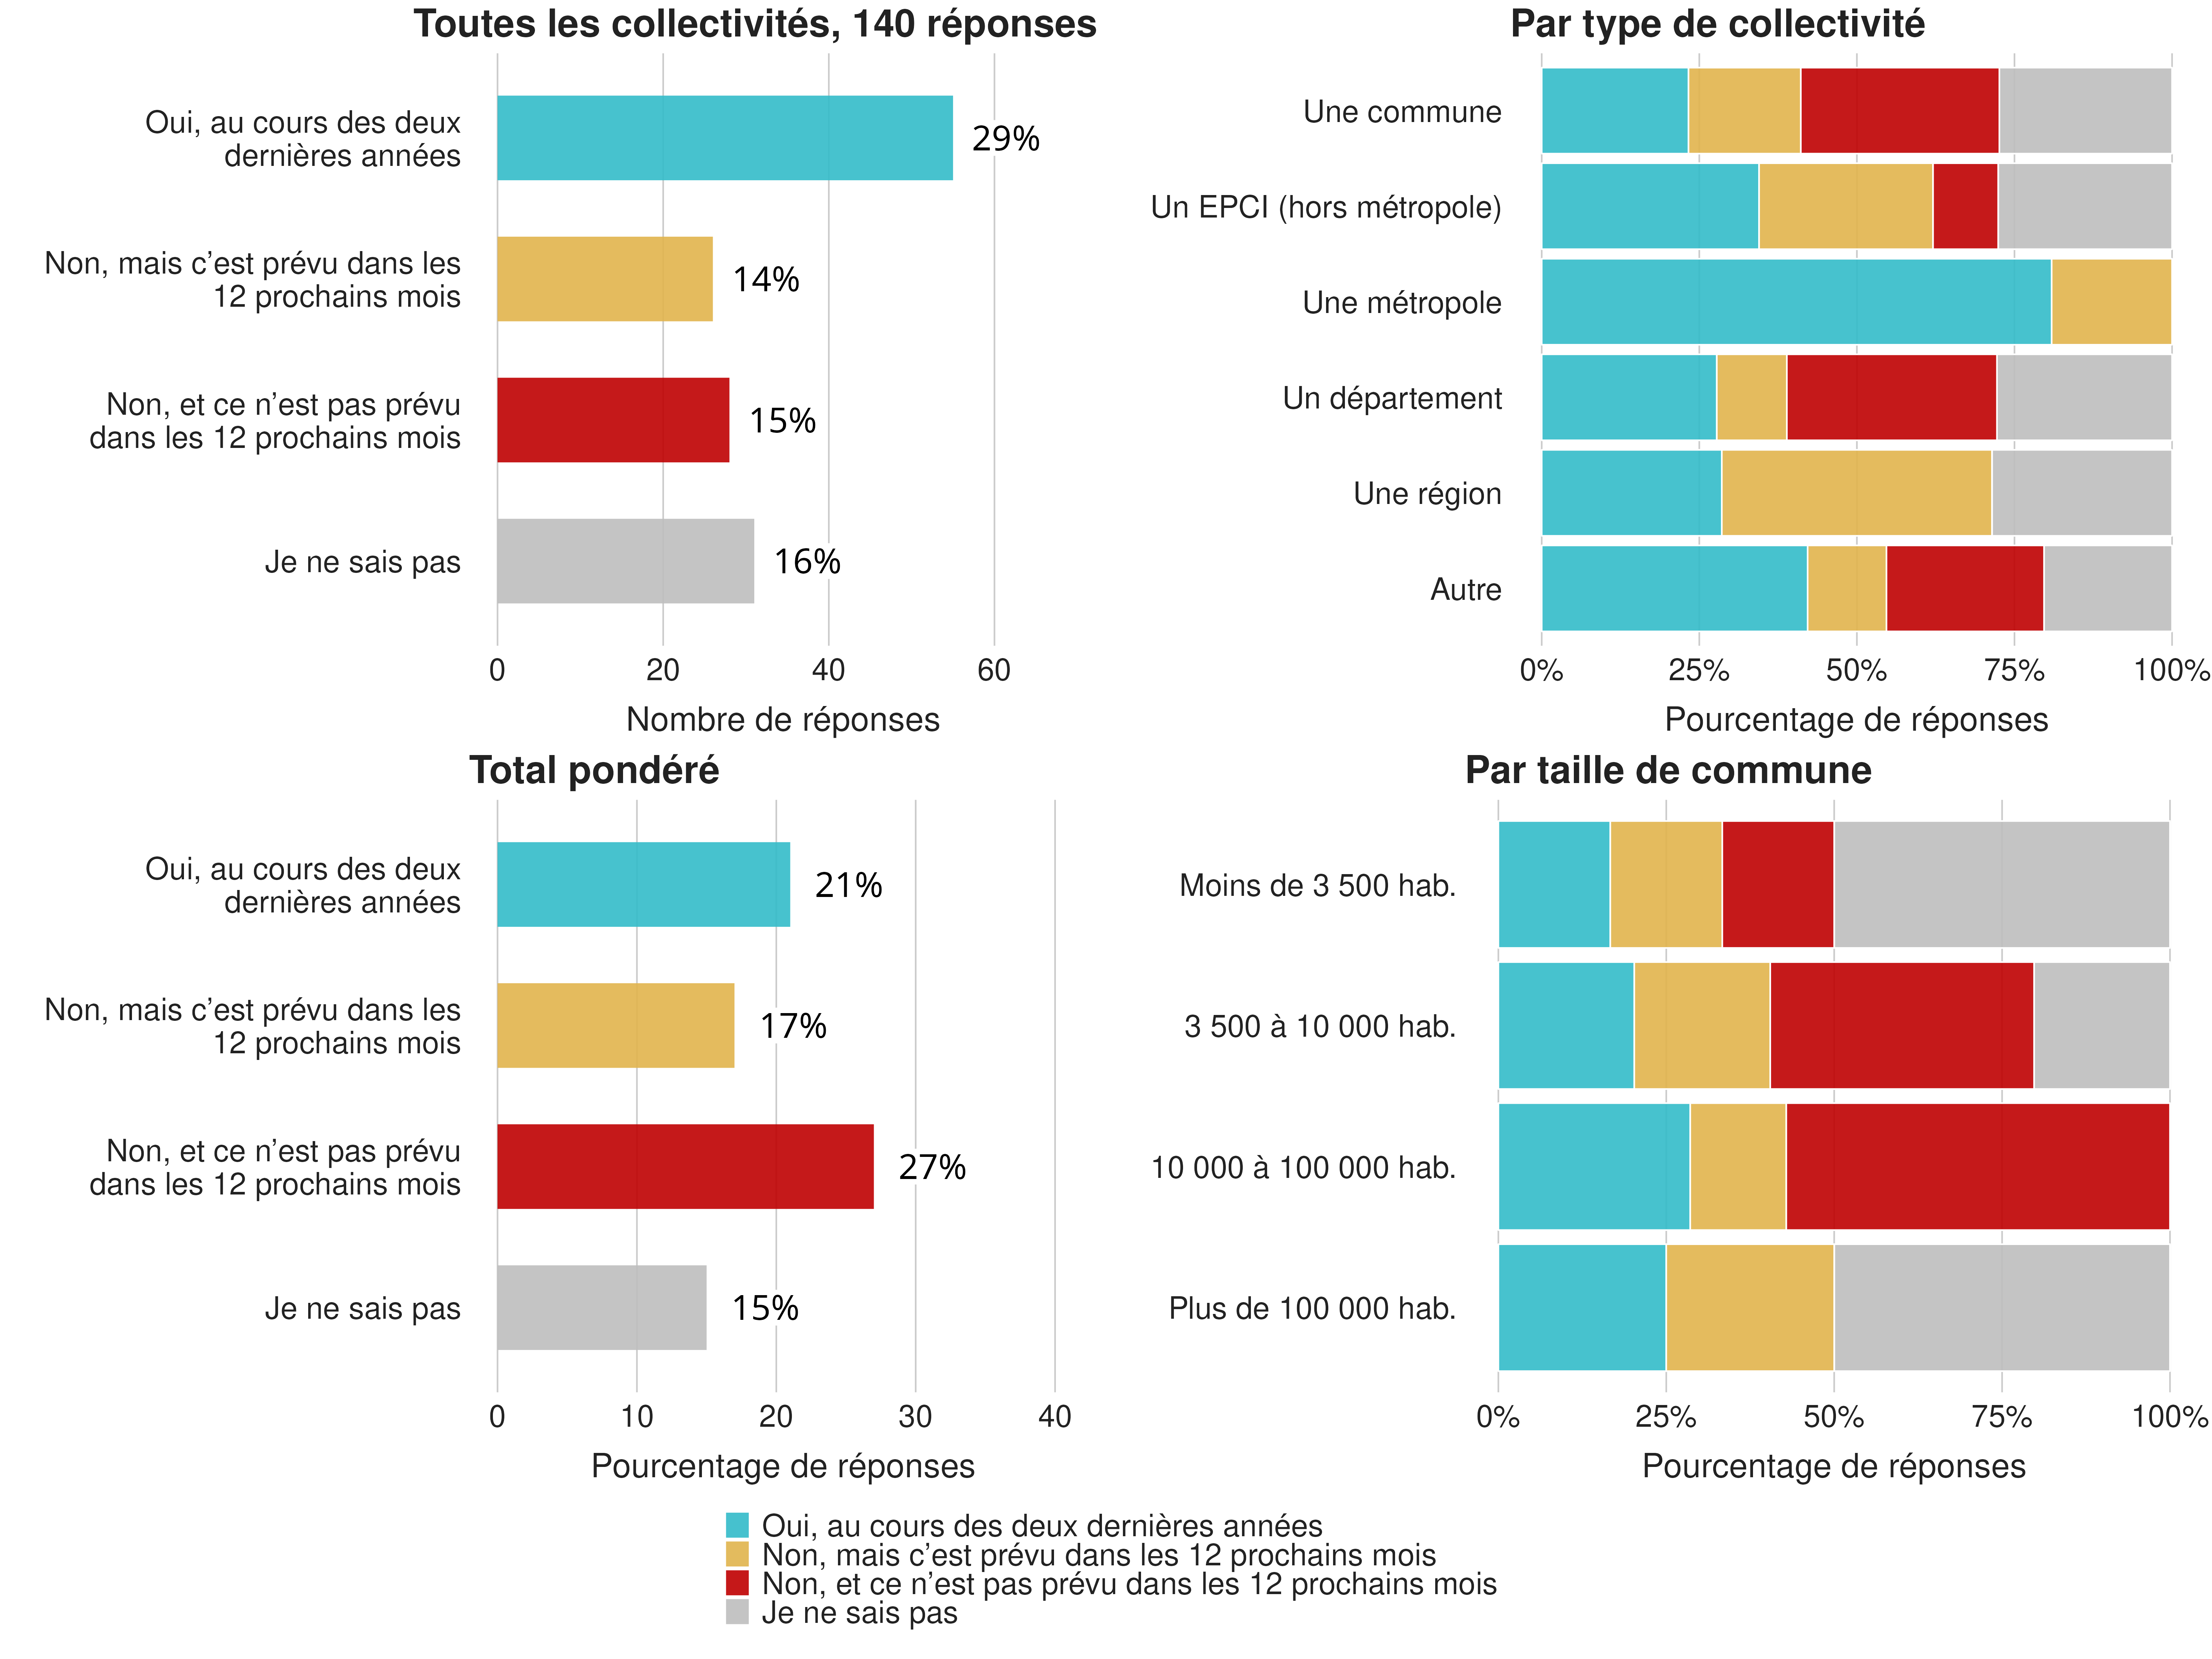 Toutes les collectivités, 140 réponses
Oui, au cours des deux
dernières années
29%
Non, mais c’est prévu dans les
12 prochains mois
14%
Non, et ce n’est pas prévu
dans les 12 prochains mois
15%
Je ne sais pas
16%
0 20 40 60
Nombre de réponses
Par type de collectivité
Une commune
Un EPCI (hors métropole)
Une métropole
Un département
Une région
Autre
0% 25% 50% 75% 100%
Pourcentage de réponses
Total pondéré
Oui, au cours des deux
dernières années
21%
Non, mais c’est prévu dans les
12 prochains mois
17%
Non, et ce n’est pas prévu
dans les 12 prochains mois
27%
Je ne sais pas
15%
0 10 20 30 40
Pourcentage de réponses
Par taille de commune
Moins de 3 500 hab.
3 500 à 10 000 hab.
10 000 à 100 000 hab.
Plus de 100 000 hab.
0% 25% 50% 75% 100%
Pourcentage de réponses
Oui, au cours des deux dernières années
Non, mais c’est prévu dans les 12 prochains mois
Non, et ce n’est pas prévu dans les 12 prochains mois
Je ne sais pas